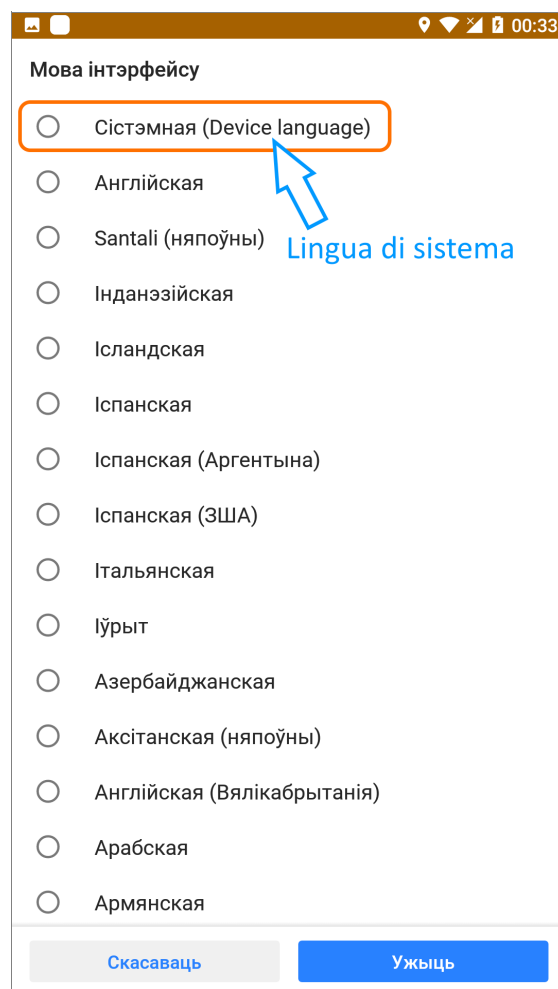 00:33
Мова інтэрфейсу
Сістэмная (Device language)
Англійская
Santali (няпоўны)
Lingua di sistema
Інданэзійская
Ісландская
Іспанская
Іспанская (Аргентына)
Іспанская (ЗША)
Італьянская
Іўрыт
Азербайджанская
Аксітанская (няпоўны)
Англійская (Вялікабрытанія)
Арабская
Армянская
Скасаваць
Ужыць